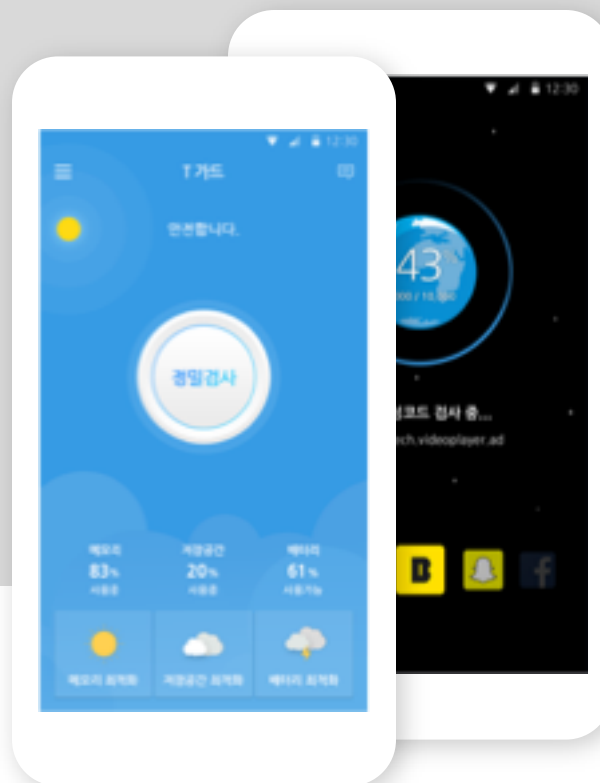 12:30
T가드
안전합니다.
정밀검사
메모리 저장공간 배터리
83% 20% 61%
사용중 사용중 사용가능
메모리 최적화 저장공간 최적화 배터리 최적화
12:30
43
코드 검사 중...
ech.videoplayer.ad